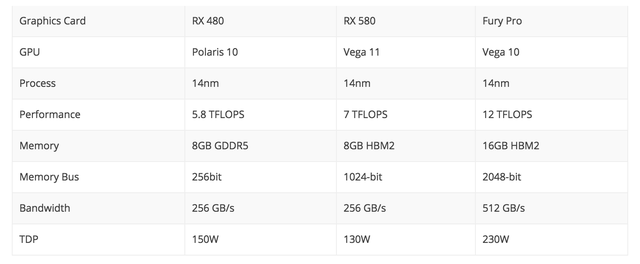 Graphics Card RX 480 RX 580 Fury Pro
GPU Polaris 10 Vega 11 Vega 10
Process 14nm 14nm 14nm
Performance 5.8 TFLOPS 7 TFLOPS 12 TFLOPS
Memory 8GB GDDR5 8GB HBM2 16GB HBM2
Memory Bus 256bit 1024-bit 2048-bit
Bandwidth 256 GB/s 256 GB/s 512 GB/s
TDP 150W 130W 230W